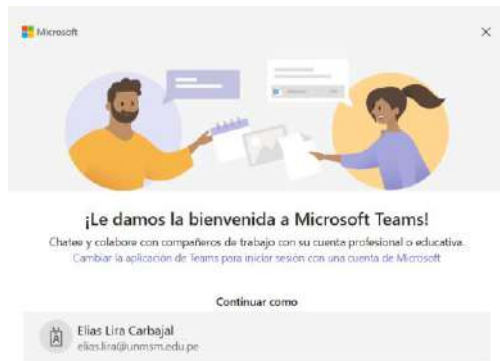 Microsoft
¡Le damos la bienvenida a Microsoft Teams!
Chatee y colabore con compañeros de trabajo con su cuenta profesional o educativa.
Cambiar la aplicación de Teams para iniciar sesión con una cuenta de Microsoft
Continuar como
Elias Lira Carbajal
elias.lira@unmsm.edu.pe